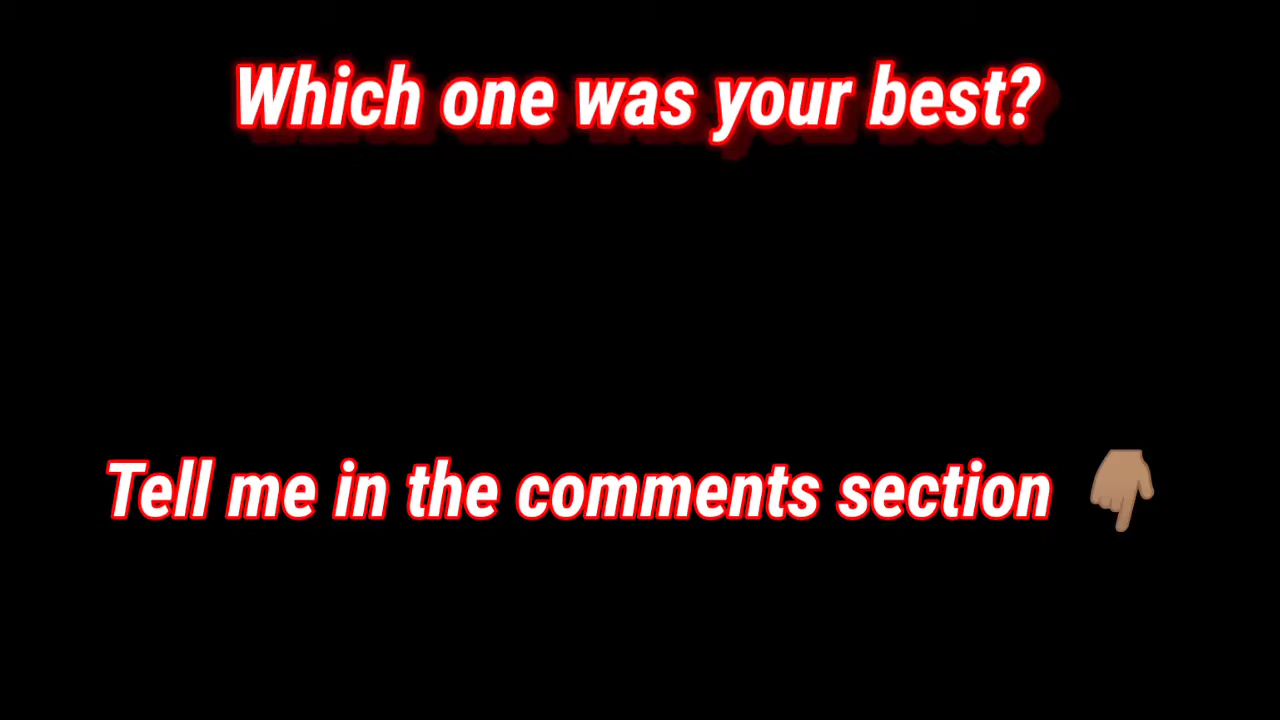 Which one was your best?
Tell me in the comments section 👇🏽